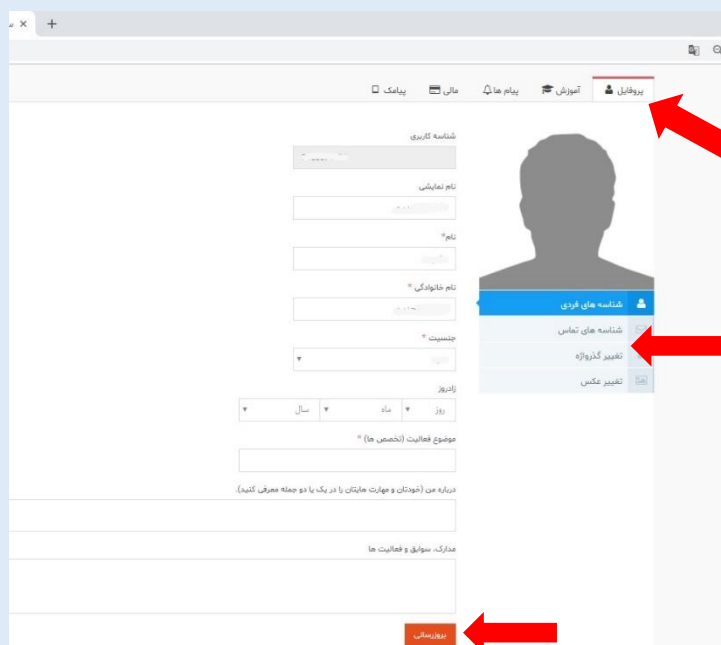 پروفایل آموزش پیام ها مالی پیامک
شناسه کاربری
نام نمایشی
نام*
نام خانوادگی *
جنسیت *
زادروز
روز ماه سال
موضوع فعالیت (تخصص ها) *
درباره من (خودتان و مهارت هایتان را در یک یا دو جمله معرفی کنید).
مدارک، سوابق و فعالیت ها
بروزرسانی
شناسه های فردی
شناسه های تماس
تغییر گذرواژه
تغییر عکس